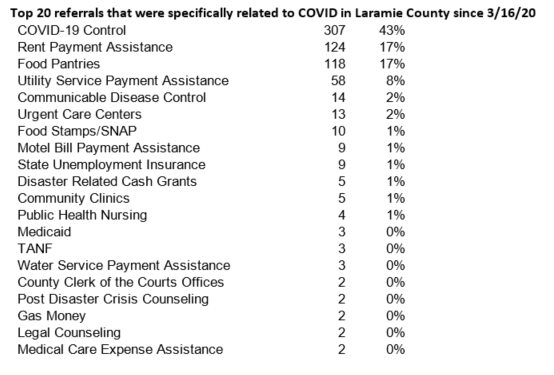 Top 20 referrals that were specifically related to COVID in Laramie County since 3/16/20
COVID-19 Control 307 43%
Rent Payment Assistance 124 17%
Food Pantries 118 17%
Utility Service Payment Assistance 58 8%
Communicable Disease Control 14 2%
Urgent Care Centers 13 2%
Food Stamps/SNAP 10 1%
Motel Bill Payment Assistance 9 1%
State Unemployment Insurance 9 1%
Disaster Related Cash Grants 5 1%
Community Clinics 5 1%
Public Health Nursing 4 1%
Medicaid 3 0%
TANF 3 0%
Water Service Payment Assistance 3 0%
County Clerk of the Courts Offices 2 0%
Post Disaster Crisis Counseling 2 0%
Gas Money 2 0%
Legal Counseling 2 0%
Medical Care Expense Assistance 2 0%